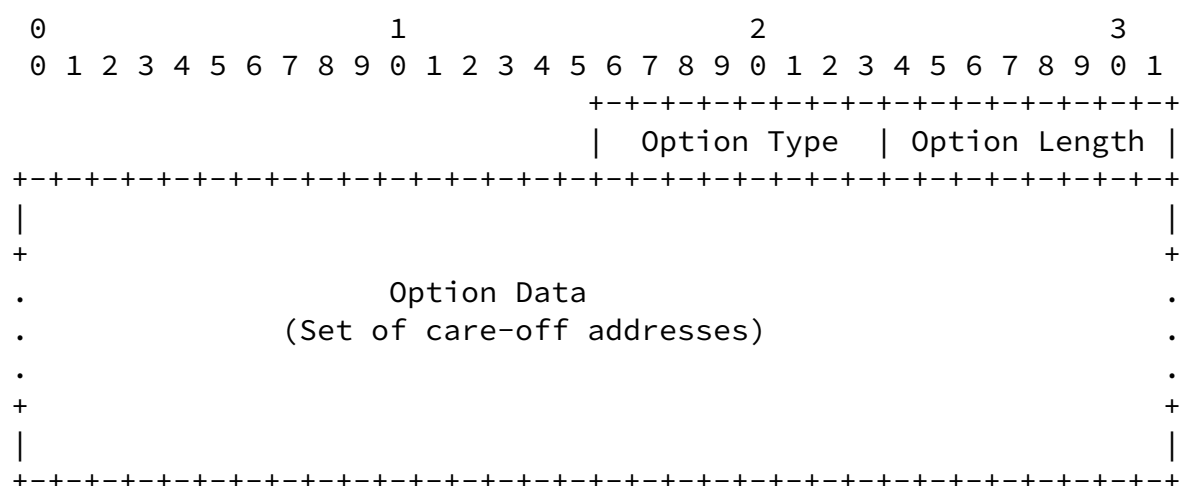 0                   1                   2                   3
0 1 2 3 4 5 6 7 8 9 0 1 2 3 4 5 6 7 8 9 0 1 2 3 4 5 6 7 8 9 0 1
+-+-+-+-+-+-+-+-+-+-+-+-+-+-+-+-+
|  Option Type  | Option Length |
+-+-+-+-+-+-+-+-+-+-+-+-+-+-+-+-+-+-+-+-+-+-+-+-+-+-+-+-+-+-+-+-+
|                                                               |
+                                                               +
.                    Option Data                                .
.              (Set of care-off addresses)                      .
.                                                               .
+                                                               +
|                                                               |
+-+-+-+-+-+-+-+-+-+-+-+-+-+-+-+-+-+-+-+-+-+-+-+-+-+-+-+-+-+-+-+-+